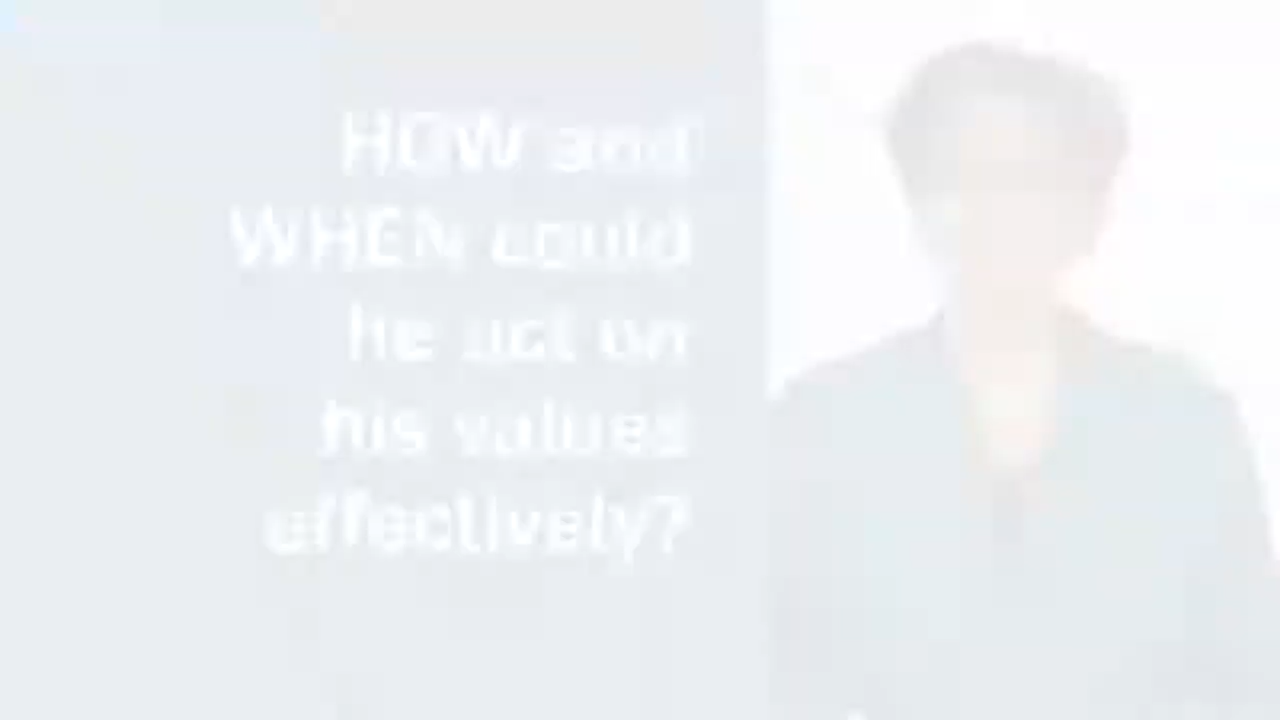 HOW and
WHEN could
he act on
his values
effectively?